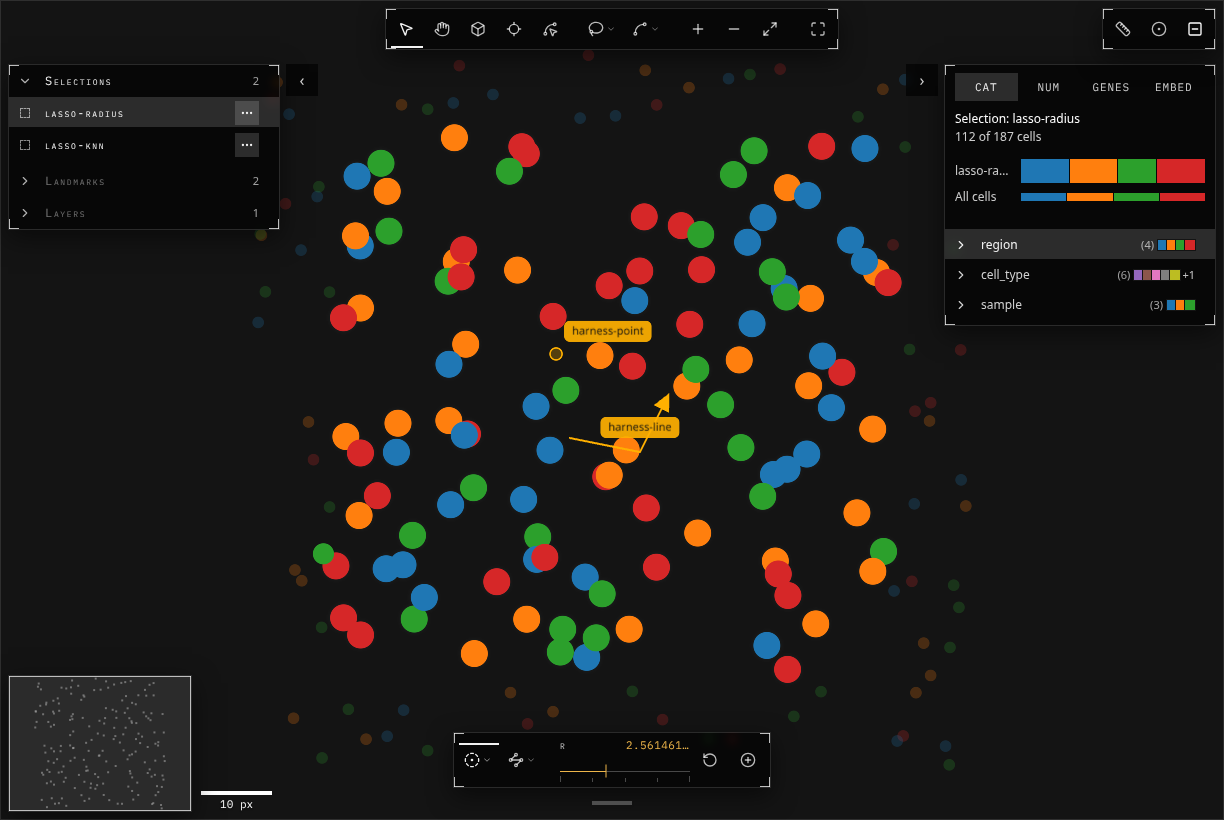 Selections 2
lasso-radius
lasso-knn
Landmarks 2
Layers 1
CAT NUM GENES EMBED
Selection: lasso-radius
112 of 187 cells
lasso-ra...
All cells
region (4)
cell_type (6) +1
sample (3)
harness-point
harness-line
R 2.561461…
10 px